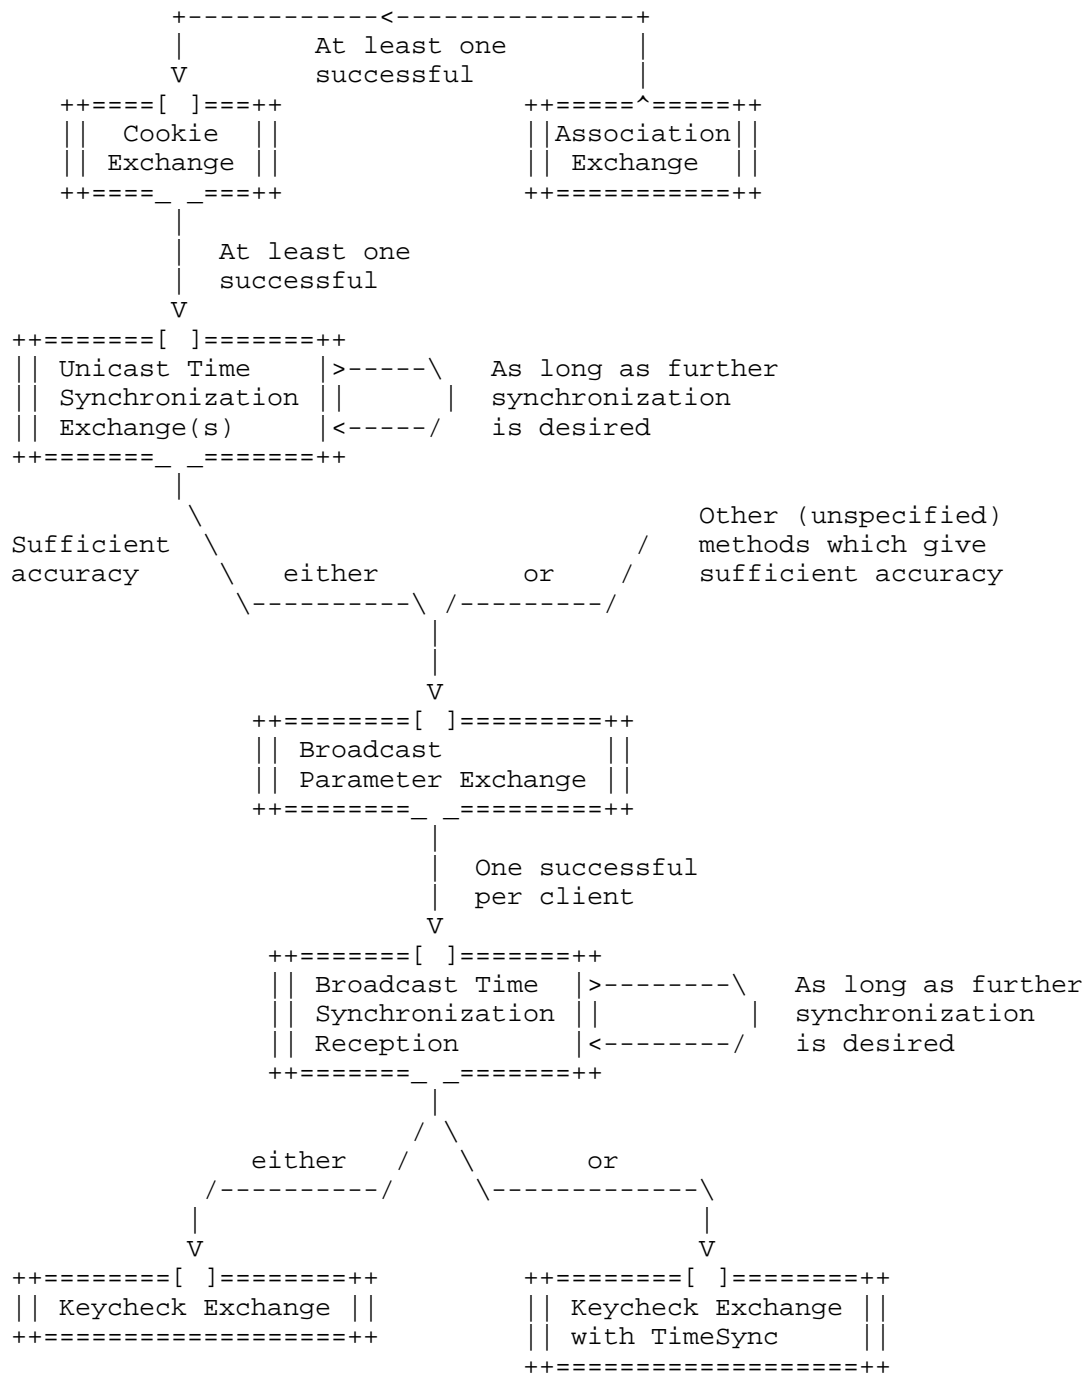 +------------<---------------+
|        At least one        |
V        successful          |
++====[ ]===++               ++=====^=====++
||  Cookie  ||               ||Association||
|| Exchange ||               || Exchange  ||
++====_ _===++               ++===========++
|
|  At least one
|  successful
V
++=======[ ]=======++
|| Unicast Time    |>-----\   As long as further
|| Synchronization ||      |  synchronization
|| Exchange(s)     |<-----/   is desired
++=======_ _=======++
|
\                               Other (unspecified)
Sufficient  \                          /   methods which give
accuracy     \   either         or    /    sufficient accuracy
\----------\ /---------/
|
|
V
++========[ ]=========++
|| Broadcast          ||
|| Parameter Exchange ||
++========_ _=========++
|
|  One successful
|  per client
V
++=======[ ]=======++
|| Broadcast Time  |>--------\   As long as further
|| Synchronization ||         |  synchronization
|| Reception       |<--------/   is desired
++=======_ _=======++
|
/ \
either   /   \       or
/----------/     \-------------\
|                               |
V                               V
++========[ ]========++         ++========[ ]========++
|| Keycheck Exchange ||         || Keycheck Exchange ||
++===================++         || with TimeSync     ||
++===================++